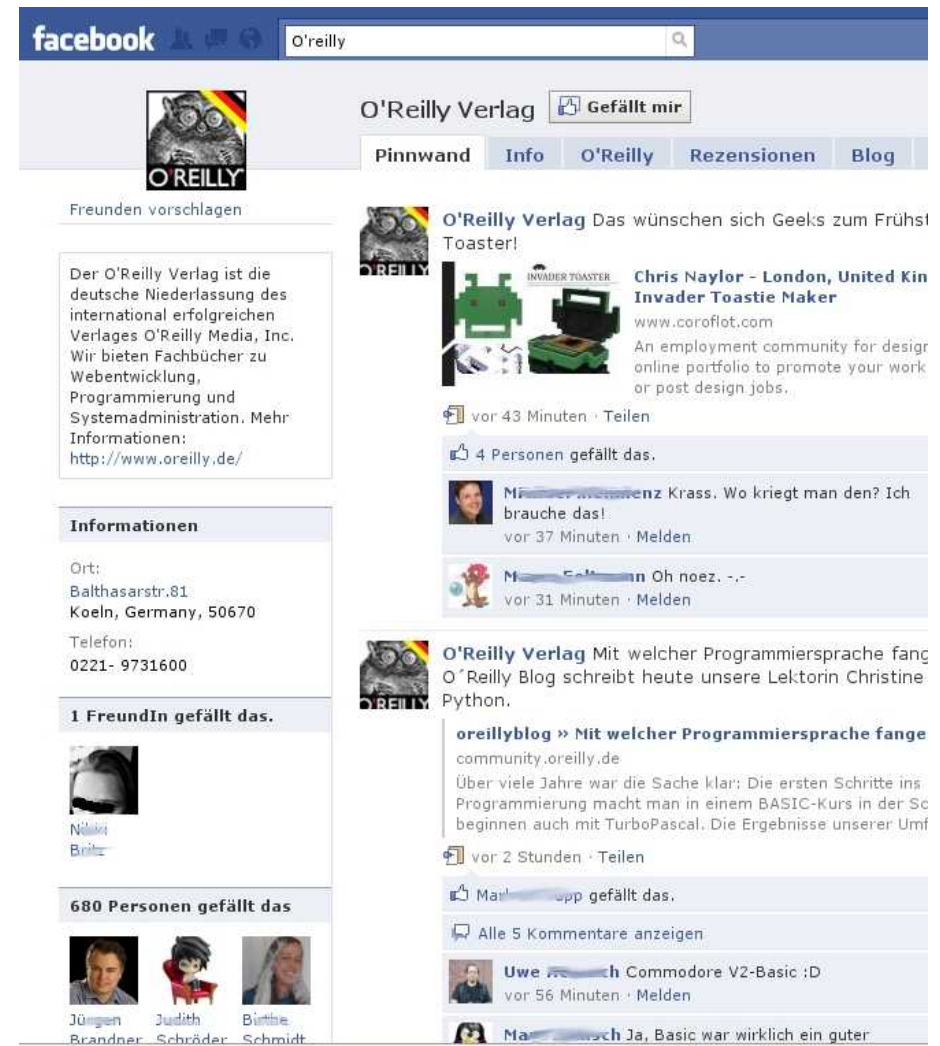 facebook
O'reilly
O'Reilly Verlag Gefällt mir
Pinnwand Info O'Reilly Rezensionen Blog
O'REILLY
Freunden vorschlagen
Der O'Reilly Verlag ist die
deutsche Niederlassung des
international erfolgreichen
Verlages O'Reilly Media, Inc.
Wir bieten Fachbücher zu
Webentwicklung,
Programmierung und
Systemadministration. Mehr
Informationen:
http://www.oreilly.de/
Informationen
Ort:
Balthasarstr.81
Koeln, Germany, 50670
Telefon:
0221- 9731600
1 FreundIn gefällt das.
680 Personen gefällt das
Jürgen
Brandner
Judith
Schröder
Birthe
Schmidt
O'REILLY
O'Reilly Verlag Das wünschen sich Geeks zum Frühst
Toaster!
INVADER TOASTER
Chris Naylor - London, United Kin
Invader Toastie Maker
www.coroflot.com
An employment community for design
online portfolio to promote your work
or post design jobs.
vor 43 Minuten · Teilen
4 Personen gefällt das.
Krass. Wo kriegt man den? Ich
brauche das!
vor 37 Minuten · Melden
Oh noez. -.-
vor 31 Minuten · Melden
O'REILLY
O'Reilly Verlag Mit welcher Programmiersprache fang
O´Reilly Blog schreibt heute unsere Lektorin Christine
Python.
oreillyblog » Mit welcher Programmiersprache fange
community.oreilly.de
Über viele Jahre war die Sache klar: Die ersten Schritte ins
Programmierung macht man in einem BASIC-Kurs in der Sc
beginnen auch mit TurboPascal. Die Ergebnisse unserer Umf
vor 2 Stunden · Teilen
gefällt das.
Alle 5 Kommentare anzeigen
Uwe Commodore V2-Basic :D
vor 56 Minuten · Melden
Ja, Basic war wirklich ein guter